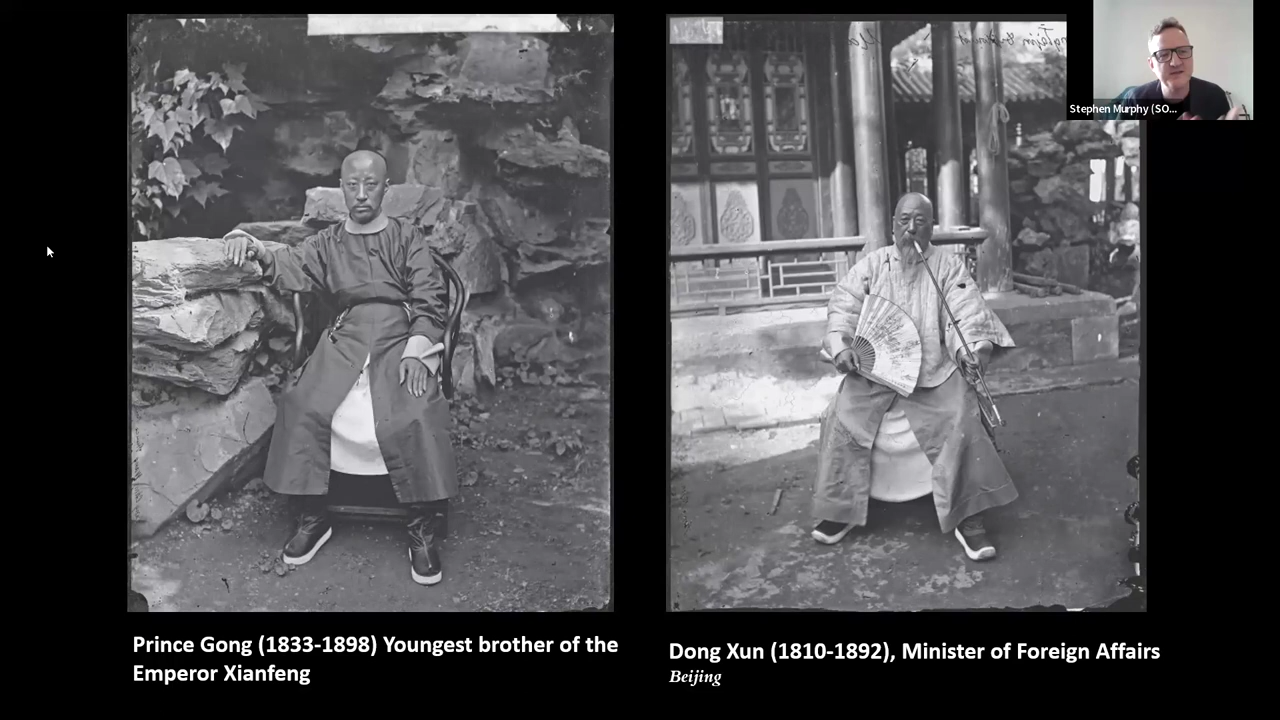 Stephen Murphy (SO...
Prince Gong (1833-1898) Youngest brother of the
Emperor Xianfeng
Dong Xun (1810-1892), Minister of Foreign Affairs
Beijing